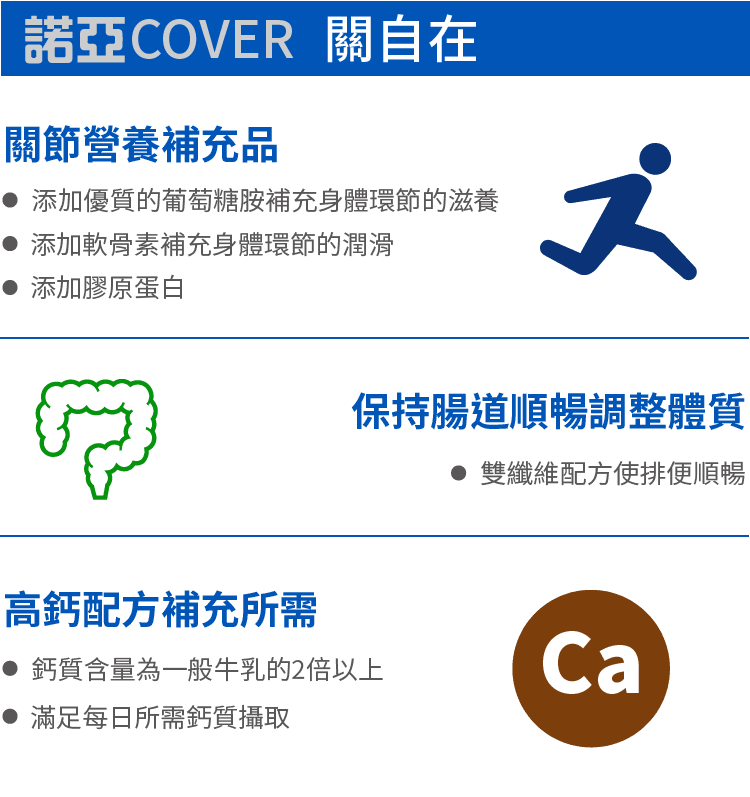 諾亞COVER 關自在
關節營養補充品
● 添加優質的葡萄糖胺補充身體環節的滋養
● 添加軟骨素補充身體環節的潤滑
● 添加膠原蛋白
保持腸道順暢調整體質
● 雙纖維配方使排便順暢
高鈣配方補充所需
● 鈣質含量為一般牛乳的2倍以上
● 滿足每日所需鈣質攝取
Ca